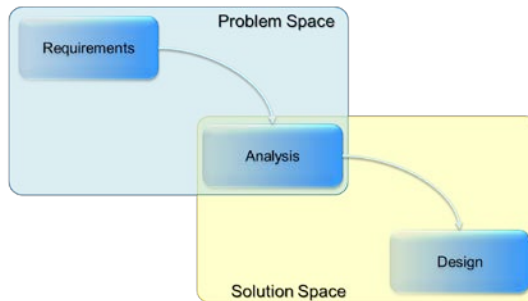 Problem Space
Requirements
Analysis
Design
Solution Space